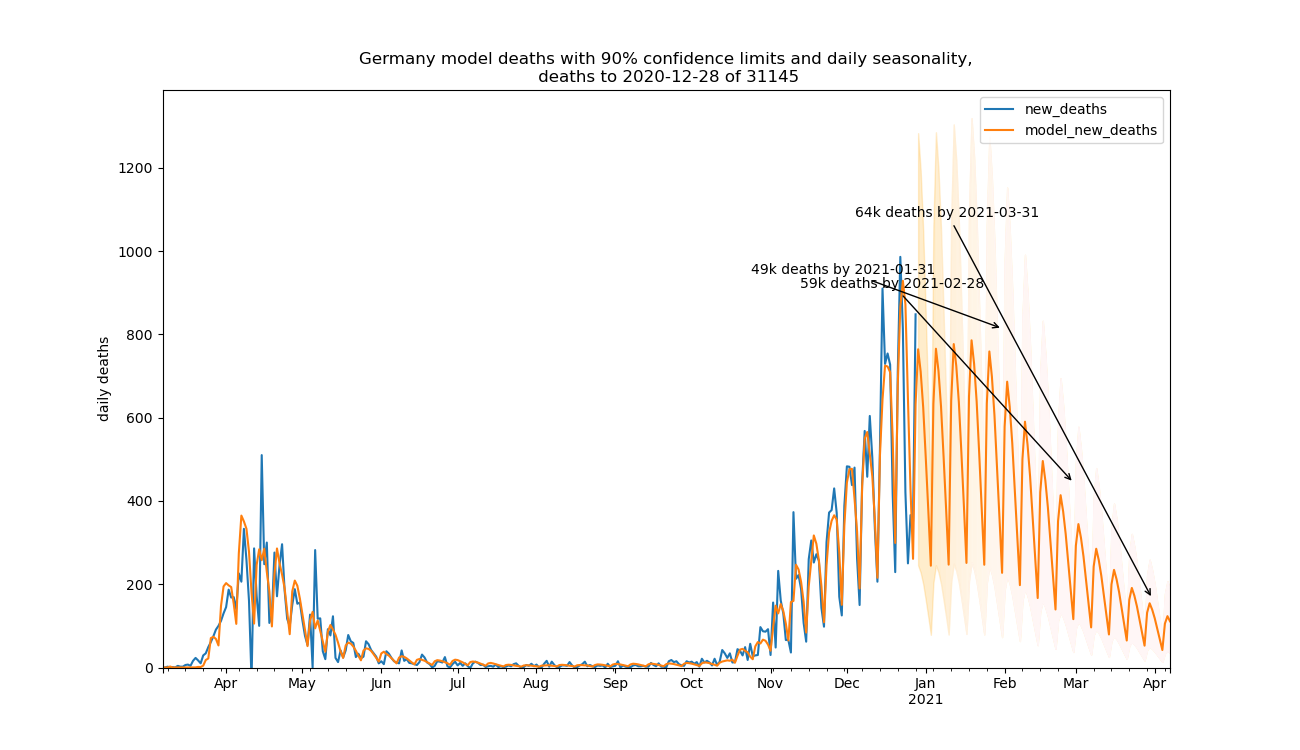 Germany model deaths with 90% confidence limits and daily seasonality,
deaths to 2020-12-28 of 31145
new_deaths
model_new_deaths
1200
1000
800
600
400
200
0
daily deaths
64k deaths by 2021-03-31
49k deaths by 2021-01-31
59k deaths by 2021-02-28
Apr May Jun Jul Aug Sep Oct Nov Dec Jan Feb Mar Apr
2021